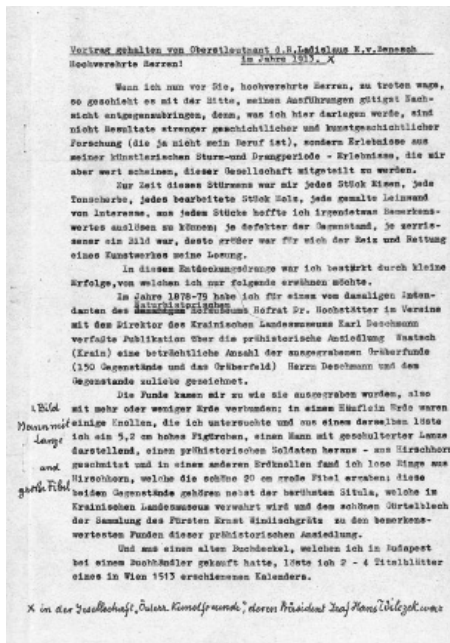 Vortrag gehalten von Oberstleutnant d.R.Ladislaus E.v.Benesch
im Jahre 1913. X
Hochverehrte Herren!
Wenn ich nun vor Sie, hochverehrte Herren, zu treten wage,
so geschieht es mit der Bitte, meinen Ausführungen gütigst Nach-
sicht entgegenzubringen, denn, was ich hier darlegen werde, sind
nicht Resultate strenger geschichtlicher und kunstgeschichtlicher
Forschung (die ja nicht mein Beruf ist), sondern Erlebnisse aus
meiner künstlerischen Sturm-und Drangperiode - Erlebnisse, die mir
aber wert scheinen, dieser Gesellschaft mitgeteilt zu werden.
Zur Zeit dieses Stürmens war mir jedes Stück Eisen, jede
Tonscherbe, jedes bearbeitete Stück Holz, jede gemalte Leinwand
von Interesse, aus jedem Stücke hoffte ich irgendetwas Bemerkens-
wertes auslösen zu können; je defekter der Gegenstand, je zerris-
sener ein Bild war, desto größer war für mich der Reiz und Rettung
eines Kunstwerkes meine Losung.
In diesem Entdeckungsdrange war ich bestärkt durch kleine
Erfolge,von welchen ich nur folgende erwähnen möchte.
Im Jahre 1878-79 habe ich für einen vom damaligen Inten-
Naturhistorischen
danten des Hofmuseums Hofrat Dr. Hochstätter im Vereine
mit dem Direktor des Krainischen Landesmuseums Karl Deschmann
verfaßte Publikation über die prähistorische Ansiedlung Waatsch
(Krain) eine beträchtliche Anzahl der ausgegrabenen Gräberfunde
(150 Gegenstände und das Gräberfeld) Herrn Deschmann und dem
Gegenstande zuliebe gezeichnet.
Die Funde kamen mir zu wie sie ausgegraben wurden, also
mit mehr oder weniger Erde verbunden; in einem Häuflein Erde waren
einige Knollen, die ich untersuchte und aus einem derselben löste
ich ein 5,2 cm hohes Figürchen, einen Mann mit geschulterter Lanze
darstellend, einen prähistorischen Soldaten heraus - aus Hirschhorn
geschnitzt und in einem anderen Erdknollen fand ich lose Ringe aus
Hirschhorn, welche die schöne 20 cm große Fibel ergaben; diese
beiden Gegenstände gehören nebst der berühmten Situla, welche im
Krainischen Landesmuseum verwahrt wird und dem schönen Gürtelblech
der Sammlung des Fürsten Ernst Windischgrätz zu den bemerkens-
wertesten Funden dieser prähistorischen Ansiedlung.
Und aus einem alten Buchdeckel, welchen ich in Budapest
bei einem Buchhändler gekauft hatte, löste ich 2 - 4 Titelblätter
eines in Wien 1513 erschienenen Kalenders.
Bild
Mann mit
Lanze
und
große Fibel
X in der Gesellschaft „Österr. Kunstfreunde", deren Präsident Graf Hans Wilczek war